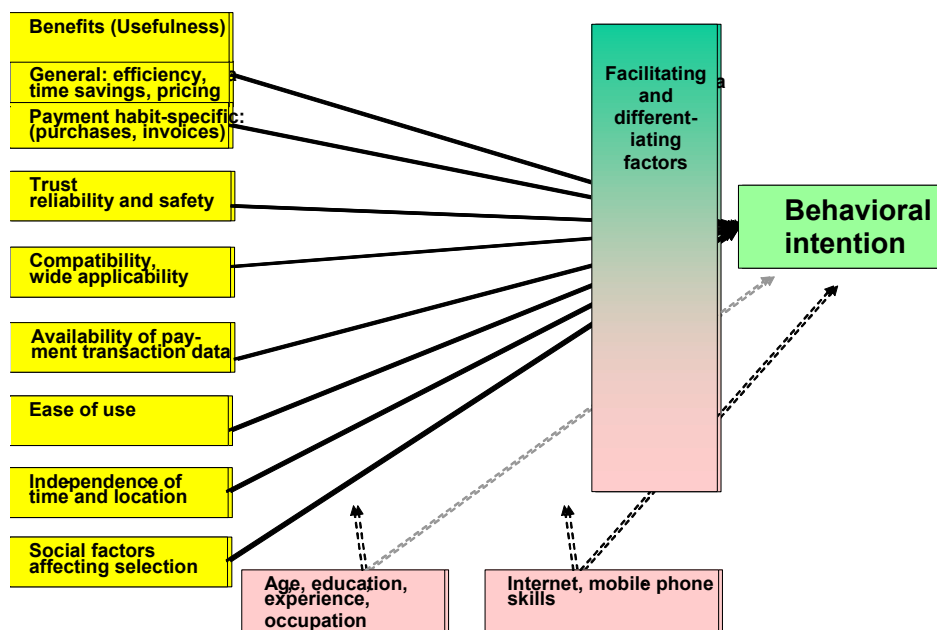 Benefits (Usefulness)
General: efficiency,
time savings, pricing
Payment habit-specific:
(purchases, invoices)
Trust
reliability and safety
Compatibility,
wide applicability
Availability of pay-
ment transaction data
Ease of use
Independence of
time and location
Social factors
affecting selection
Facilitating
and
different-
iating
factors
a
Behavioral
intention
Age, education,
experience,
occupation
Internet, mobile phone
skills